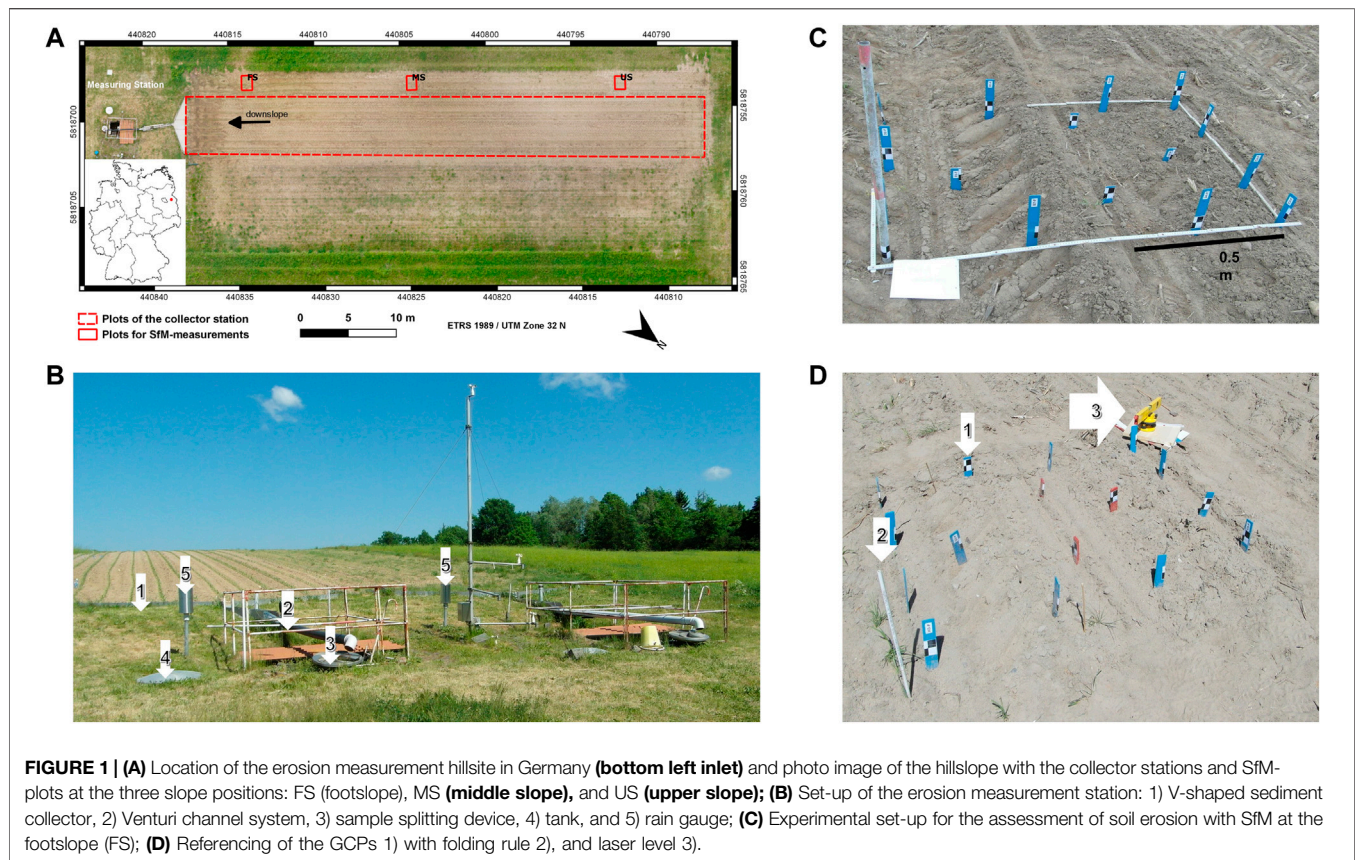 A
440820 440815 440810 440805 440800 440795 440790
FS MS US
Measuring Station
downslope
5818700
5818705
5818755
5818760
5818765
440840 440835 440830 440825 440820 440815 440810
Plots of the collector station
Plots for SfM-measurements
0 5 10 m
ETRS 1989 / UTM Zone 32 N
N
B
1
5
2
3
4
5
C
0.5
m
D
1
2
3
FIGURE 1 | (A) Location of the erosion measurement hillsite in Germany (bottom left inlet) and photo image of the hillslope with the collector stations and SfM-
plots at the three slope positions: FS (footslope), MS (middle slope), and US (upper slope); (B) Set-up of the erosion measurement station: 1) V-shaped sediment
collector, 2) Venturi channel system, 3) sample splitting device, 4) tank, and 5) rain gauge; (C) Experimental set-up for the assessment of soil erosion with SfM at the
footslope (FS); (D) Referencing of the GCPs 1) with folding rule 2), and laser level 3).